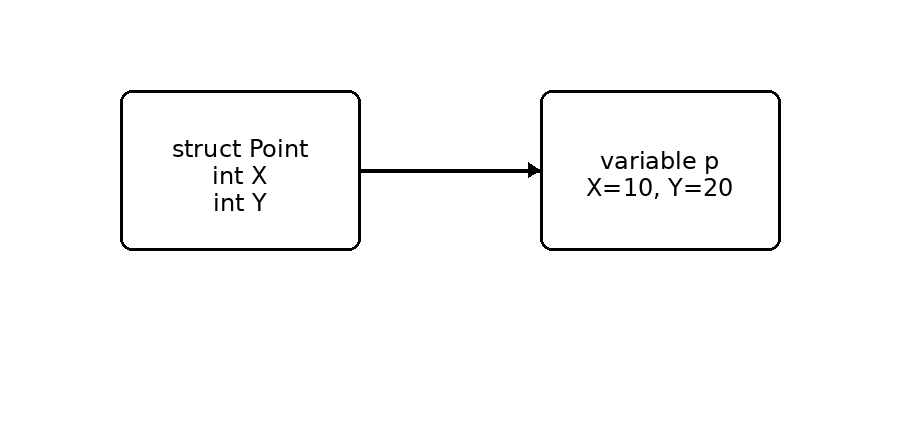 struct Point
int X
int Y
variable p
X=10, Y=20